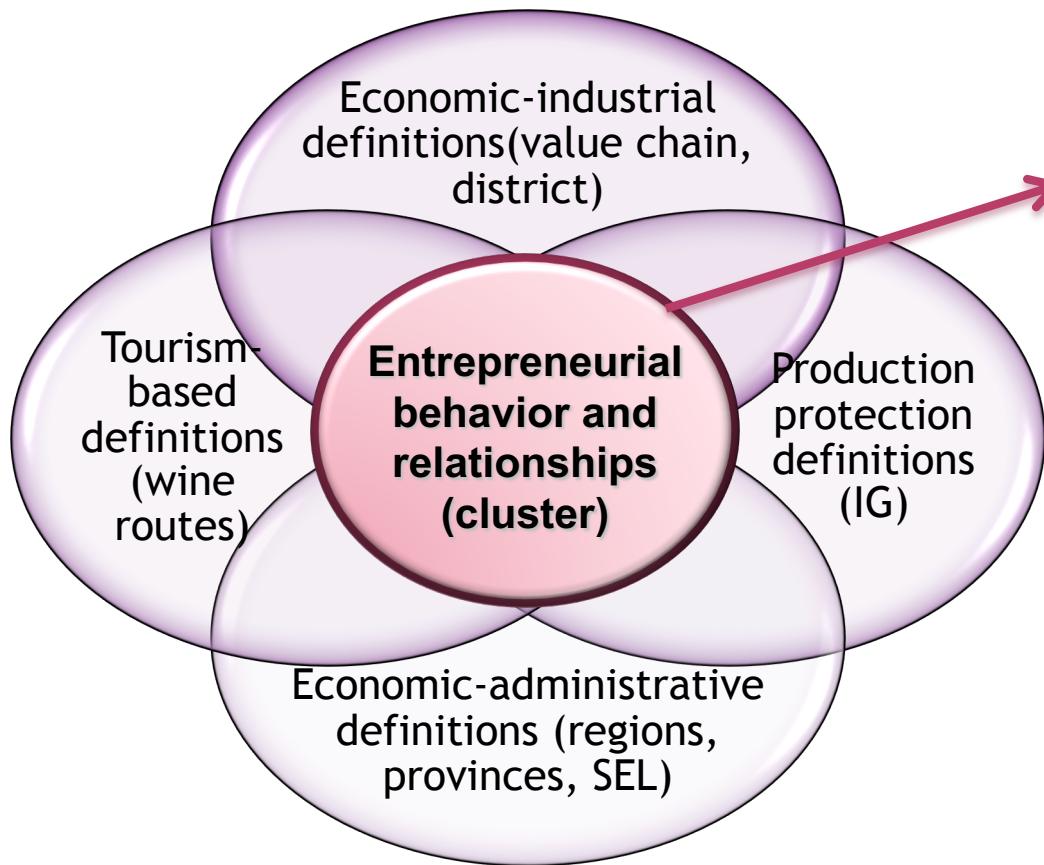 Economic-industrial
definitions(value chain,
district)
Tourism-
based
definitions
(wine
routes)
Entrepreneurial
behavior and
relationships
(cluster)
Production
protection
definitions
(IG)
Economic-administrative
definitions (regions,
provinces, SEL)